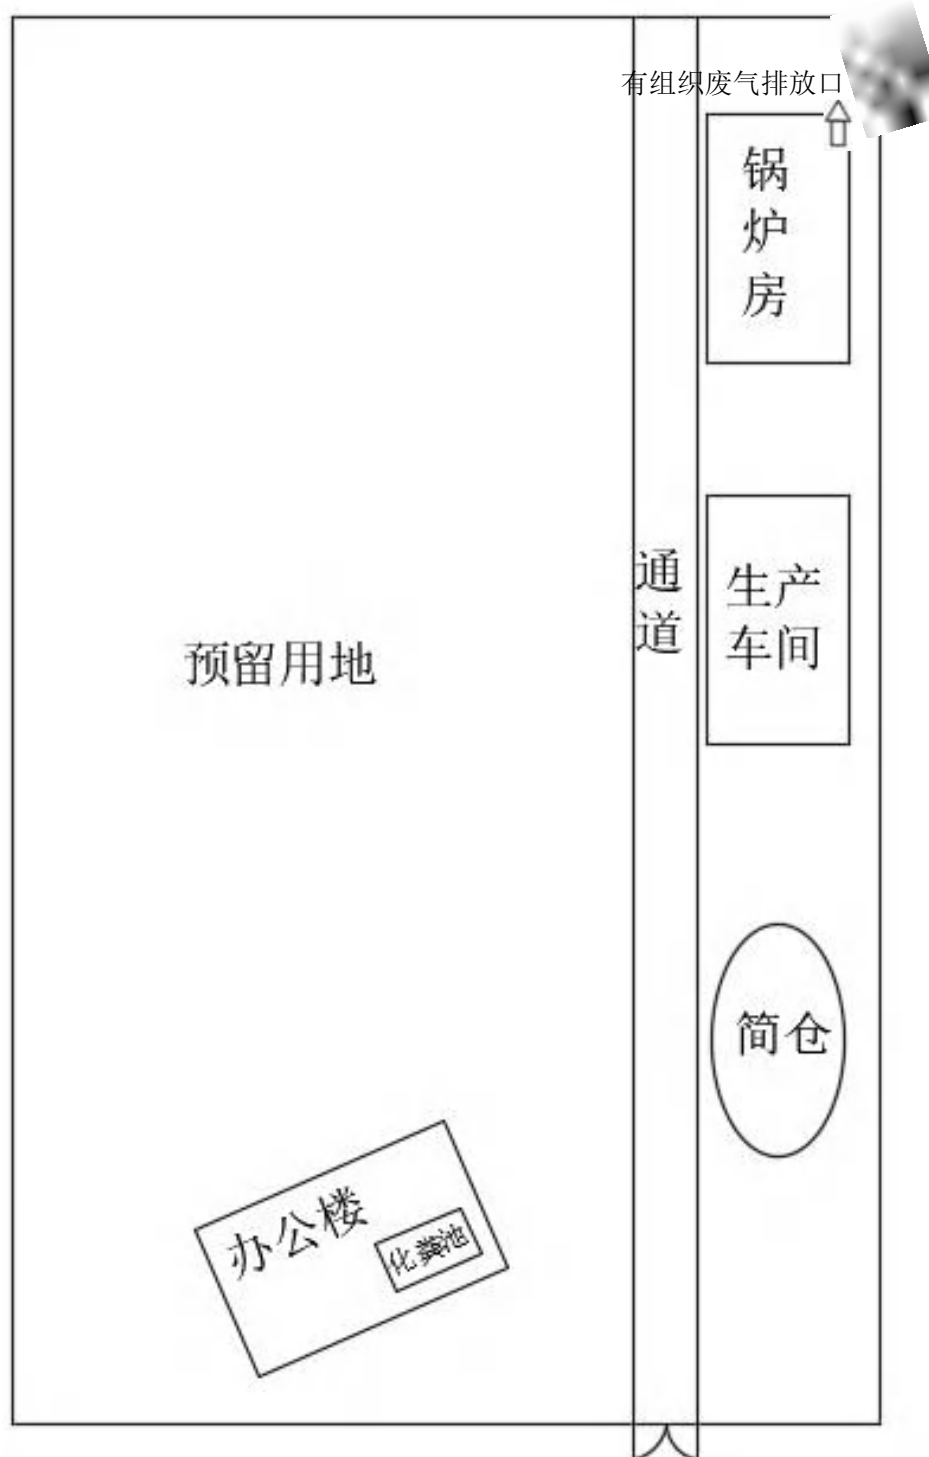 有组织废气排放口
锅
炉
房
通
道
生产
车间
预留用地
简仓
办公楼
化粪池